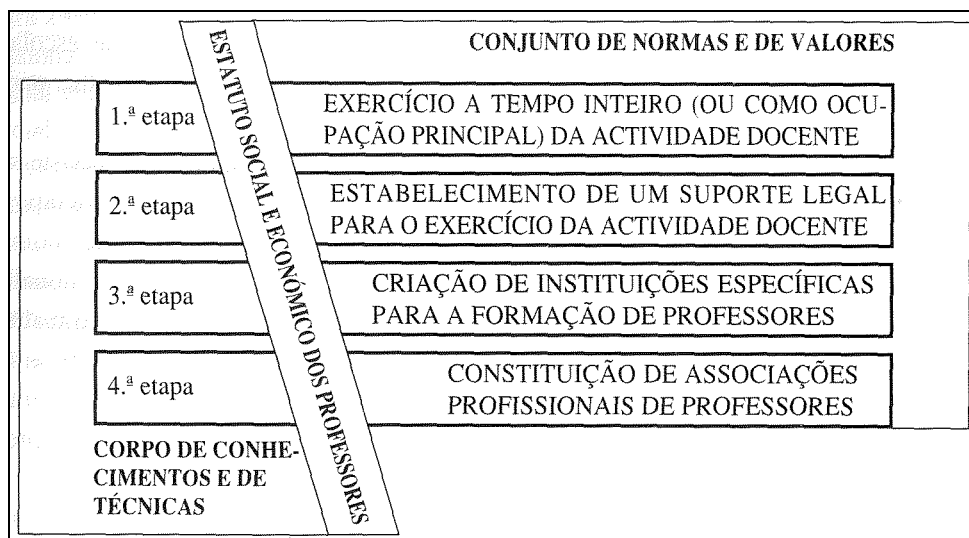 CONJUNTO DE NORMAS E DE VALORES
ESTATUTO SOCIAL E ECONÓMICO DOS PROFESSORES
1.ª etapa
EXERCÍCIO A TEMPO INTEIRO (OU COMO OCU-
PAÇÃO PRINCIPAL) DA ACTIVIDADE DOCENTE
2.ª etapa
ESTABELECIMENTO DE UM SUPORTE LEGAL
PARA O EXERCÍCIO DA ACTIVIDADE DOCENTE
3.ª etapa
CRIAÇÃO DE INSTITUIÇÕES ESPECÍFICAS
PARA A FORMAÇÃO DE PROFESSORES
4.ª etapa
CONSTITUIÇÃO DE ASSOCIAÇÕES
PROFISSIONAIS DE PROFESSORES
CORPO DE CONHE-
CIMENTOS E DE
TÉCNICAS